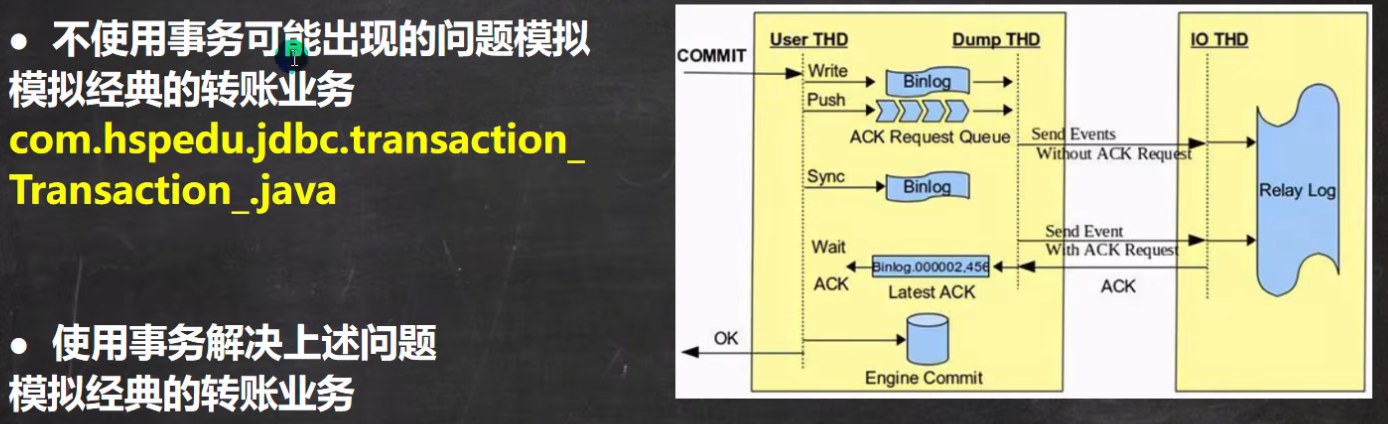 ● 不使用事务可能出现的问题模拟
模拟经典的转账业务
com.hspedu.jdbc.transaction_
Transaction_.java
● 使用事务解决上述问题
模拟经典的转账业务
User THD
Dump THD
IO THD
COMMIT
Write
Binlog
Push
ACK Request Queue
Send Events
Without ACK Request
Sync
Binlog
Relay Log
Send Event
With ACK Request
Wait
ACK
Binlog.000002,456
Latest ACK
ACK
OK
Engine Commit